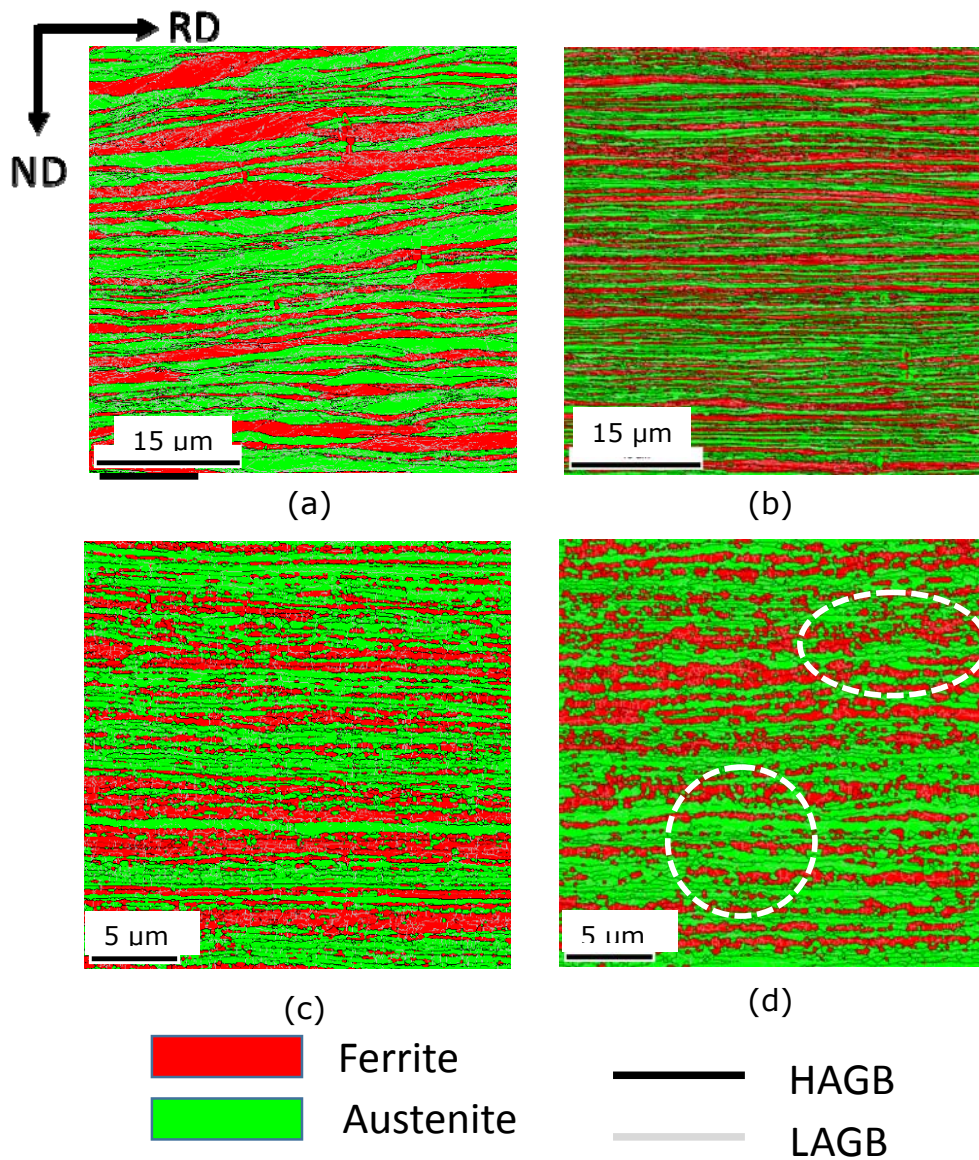 RD
ND
15 μm
15 μm
(a)
(b)
5 μm
5 μm
(c)
(d)
Ferrite
HAGB
Austenite
LAGB